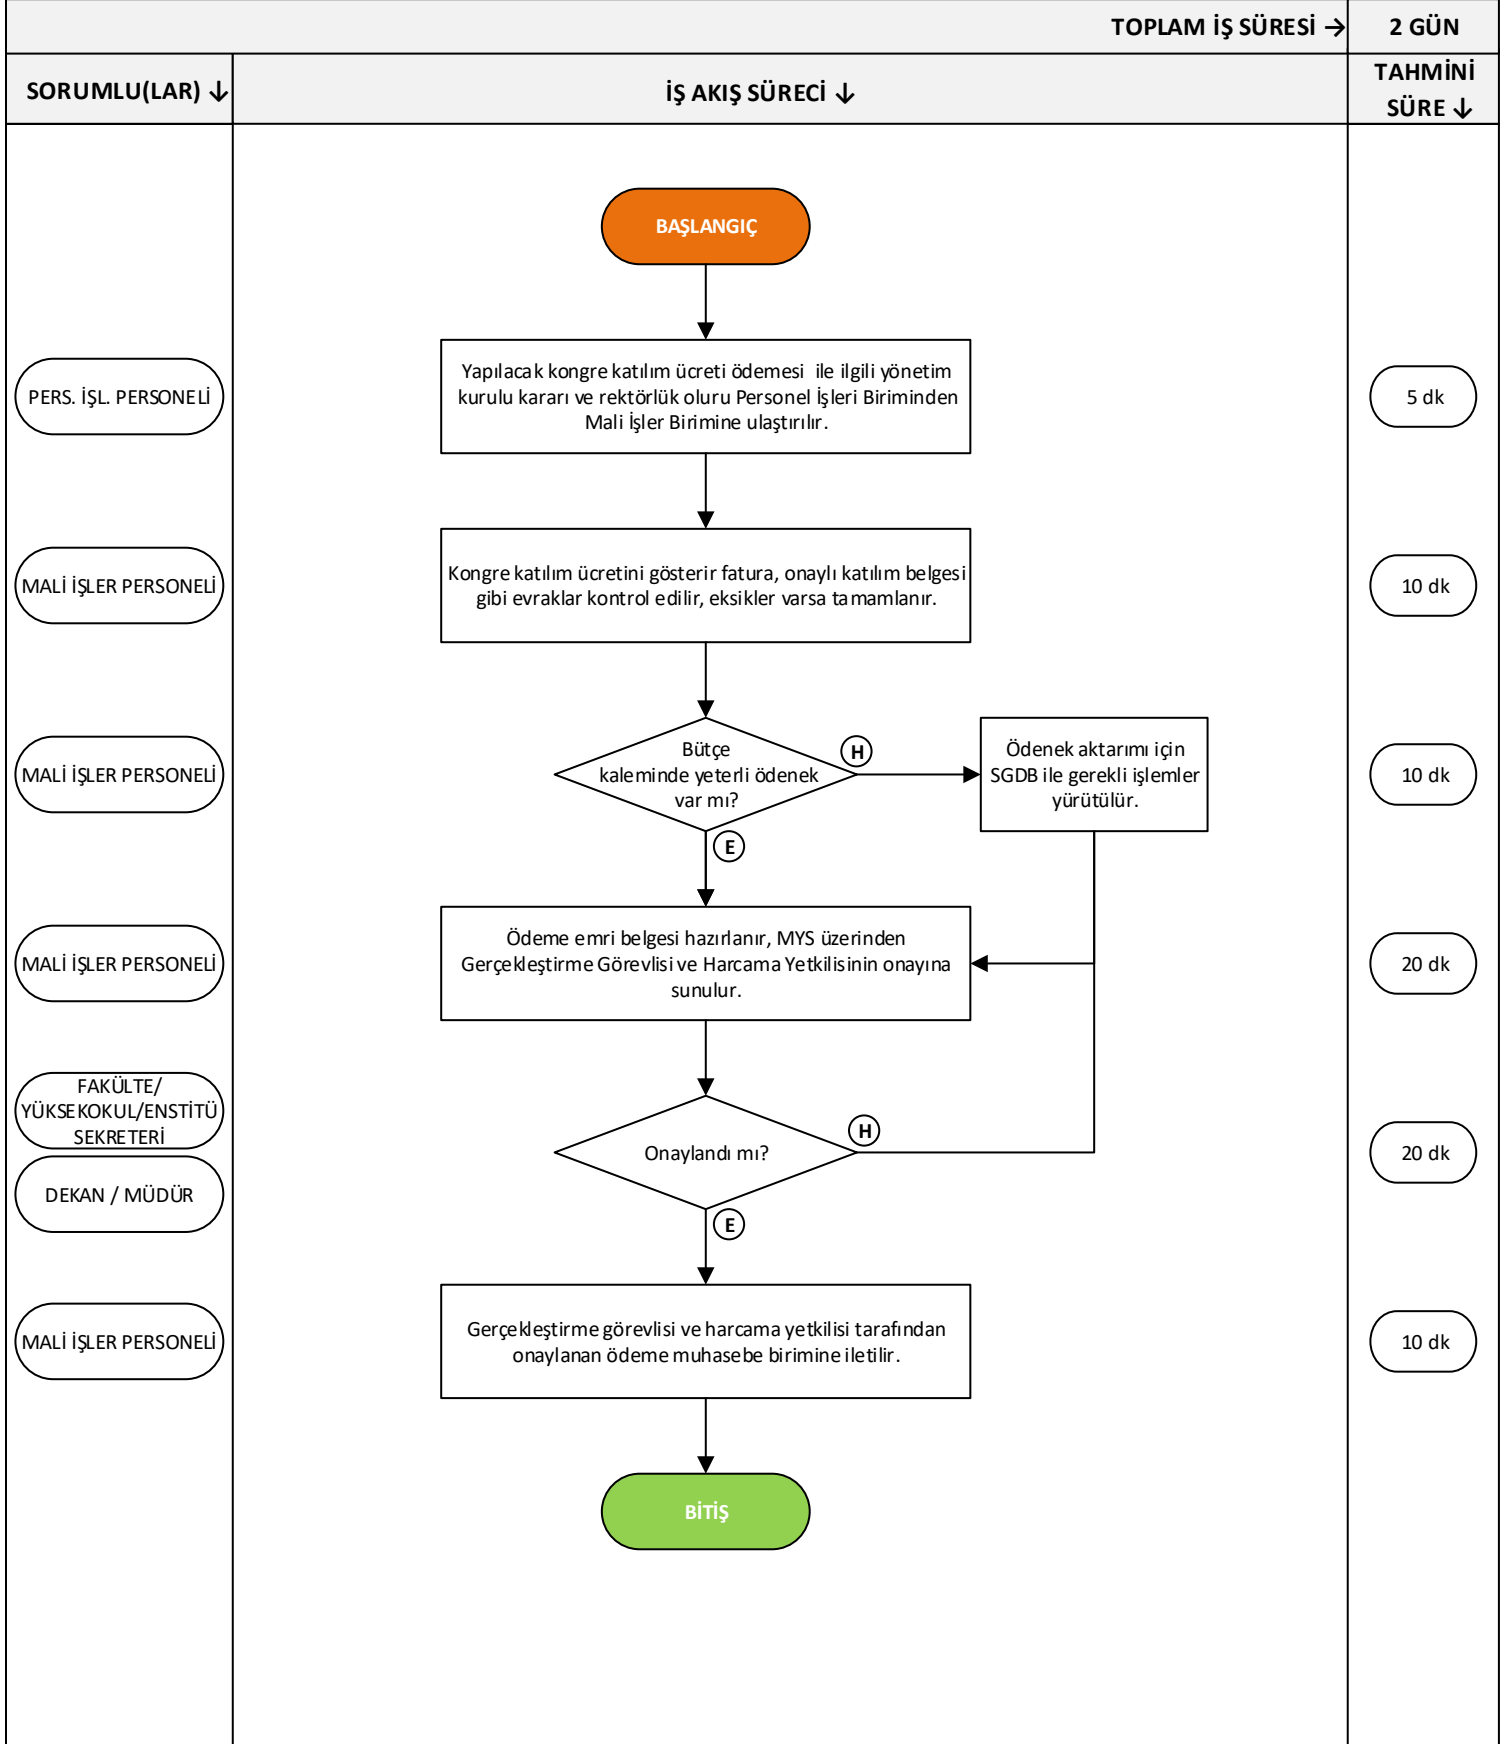 TOPLAM İŞ SÜRESİ → 2 GÜN
SORUMLU(LAR) ↓
İŞ AKIŞ SÜRECİ ↓
TAHMİNİ
SÜRE ↓
BAŞLANGIÇ
PERS. İŞL. PERSONELİ
Yapılacak kongre katılım ücreti ödemesi ile ilgili yönetim
kurulu kararı ve rektörlük oluru Personel İşleri Biriminden
Mali İşler Birimine ulaştırılır.
5 dk
MALİ İŞLER PERSONELİ
Kongre katılım ücretini gösterir fatura, onaylı katılım belgesi
gibi evraklar kontrol edilir, eksikler varsa tamamlanır.
10 dk
MALİ İŞLER PERSONELİ
Bütçe
kaleminde yeterli ödenek
var mı?
H
Ödenek aktarımı için
SGDB ile gerekli işlemler
yürütülür.
10 dk
E
MALİ İŞLER PERSONELİ
Ödeme emri belgesi hazırlanır, MYS üzerinden
Gerçekleştirme Görevlisi ve Harcama Yetkilisinin onayına
sunulur.
20 dk
FAKÜLTE/
YÜKSEKOKUL/ENSTİTÜ
SEKRETERİ
DEKAN / MÜDÜR
Onaylandı mı?
H
20 dk
E
MALİ İŞLER PERSONELİ
Gerçekleştirme görevlisi ve harcama yetkilisi tarafından
onaylanan ödeme muhasebe birimine iletilir.
10 dk
BİTİŞ